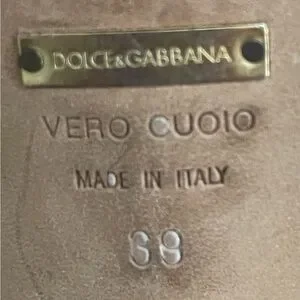 DOLCE&GABBANA
VERO CUOIO
MADE IN ITALY
39